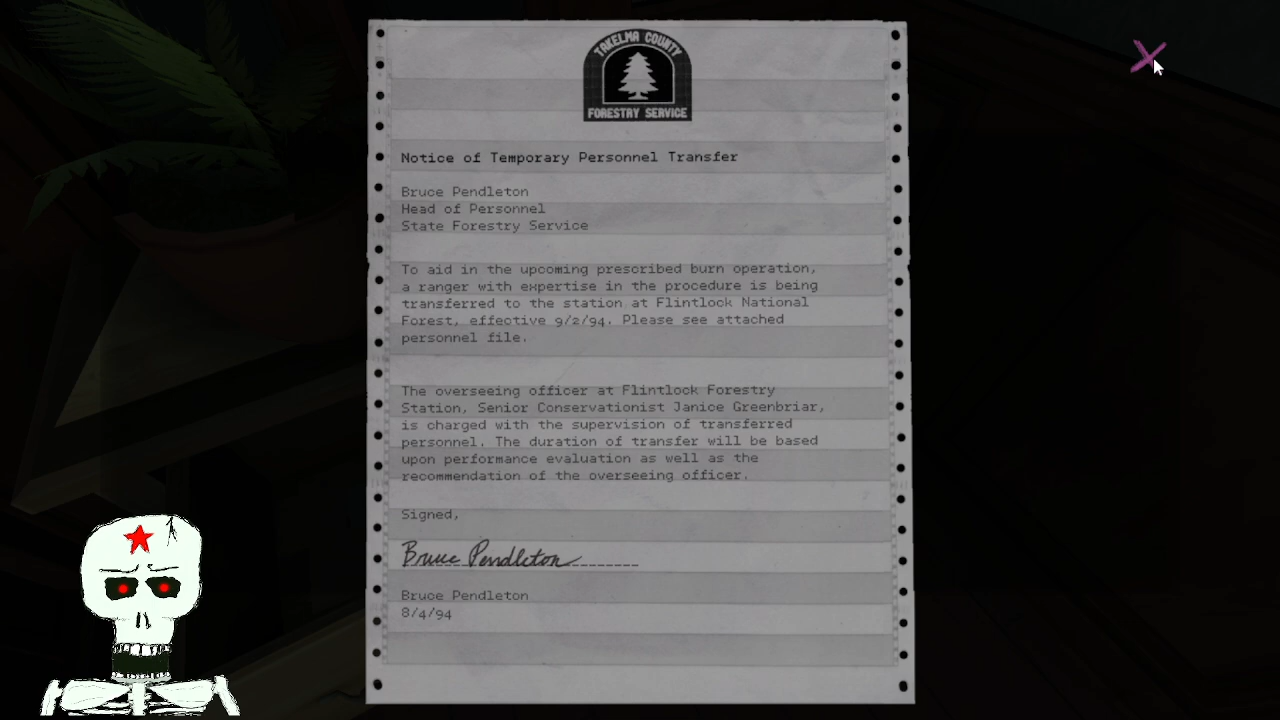 TAKELMA COUNTY
FORESTRY SERVICE
Notice of Temporary Personnel Transfer
Bruce Pendleton
Head of Personnel
State Forestry Service
To aid in the upcoming prescribed burn operation,
a ranger with expertise in the procedure is being
transferred to the station at Flintlock National
Forest, effective 9/2/94. Please see attached
personnel file.
The overseeing officer at Flintlock Forestry
Station, Senior Conservationist Janice Greenbriar,
is charged with the supervision of transferred
personnel. The duration of transfer will be based
upon performance evaluation as well as the
recommendation of the overseeing officer.
Signed,
Bruce Pendleton
Bruce Pendleton
8/4/94